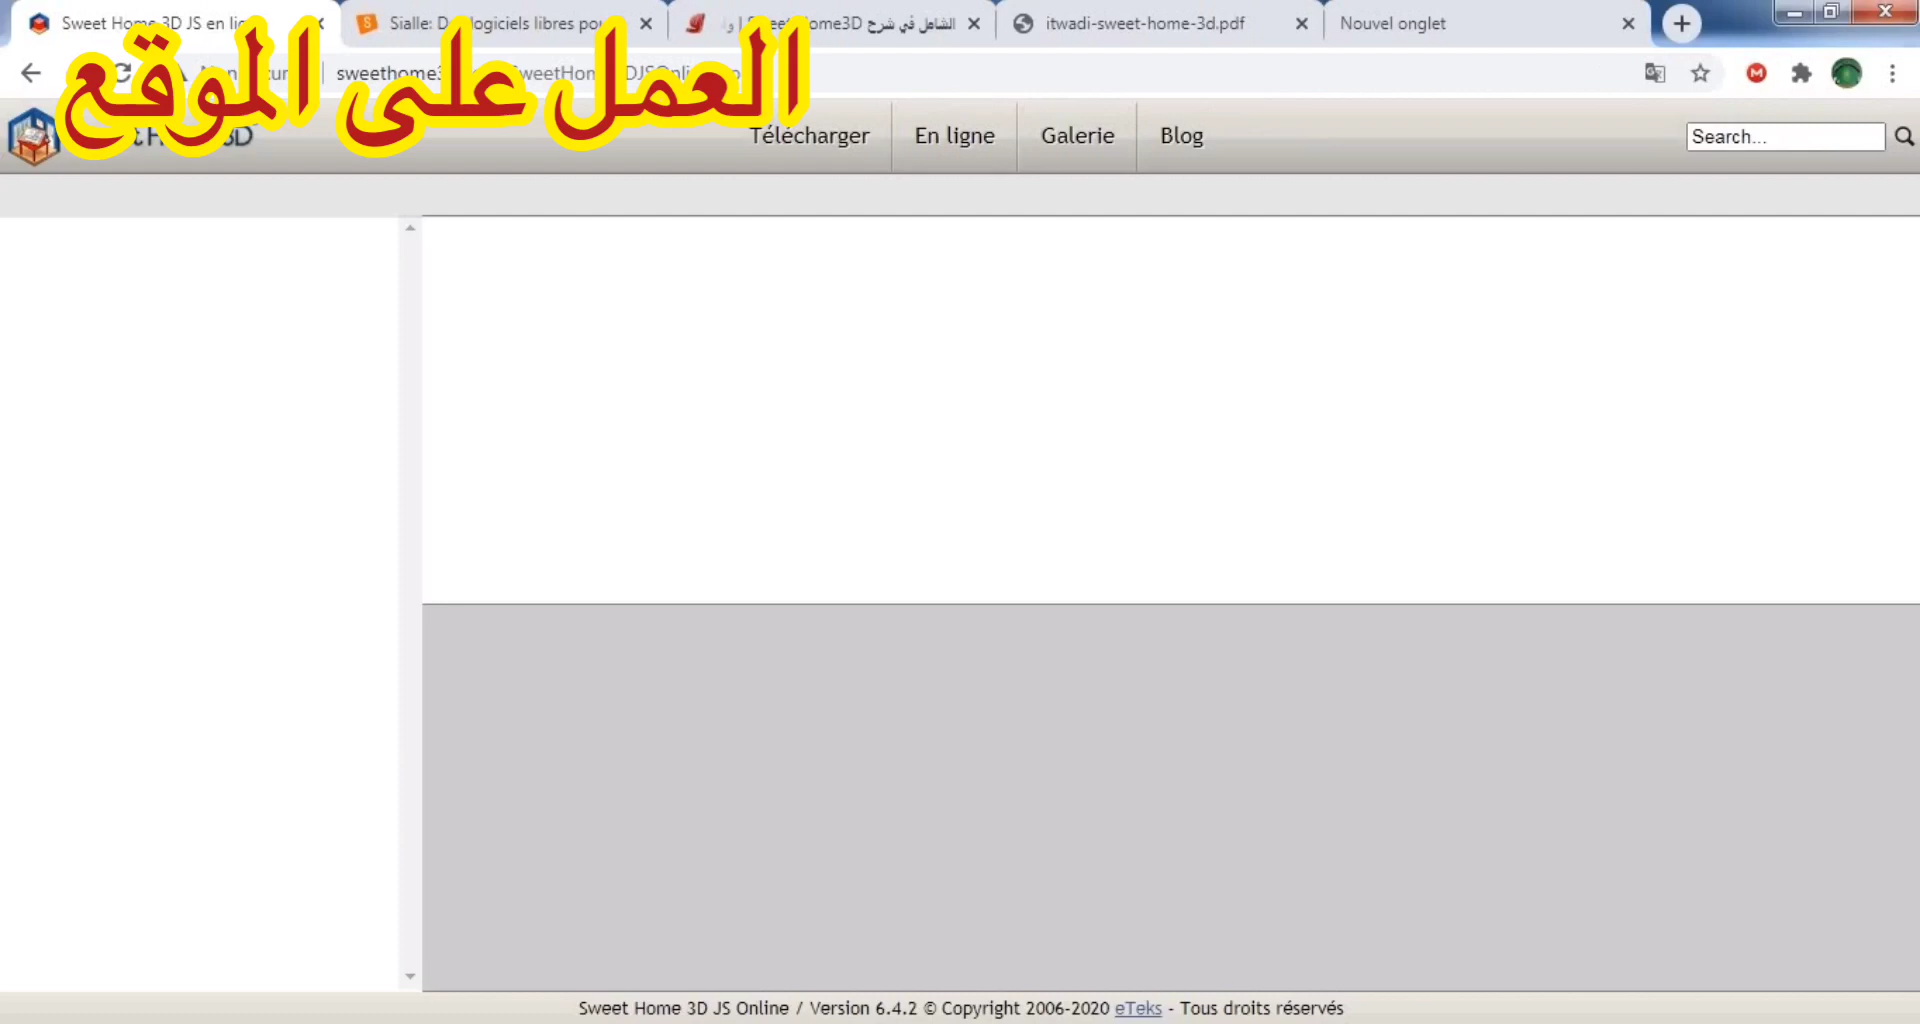 Sweet Home 3D JS en li
Sialle: D logiciels libres po
الشامل في شرح Sweet Home3D
itwadi-sweet-home-3d.pdf
Nouvel onglet
العمل على الموقع
sweethome3
Télécharger
En ligne
Galerie
Blog
Search...
Sweet Home 3D JS Online / Version 6.4.2 © Copyright 2006-2020 eTeks - Tous droits réservés